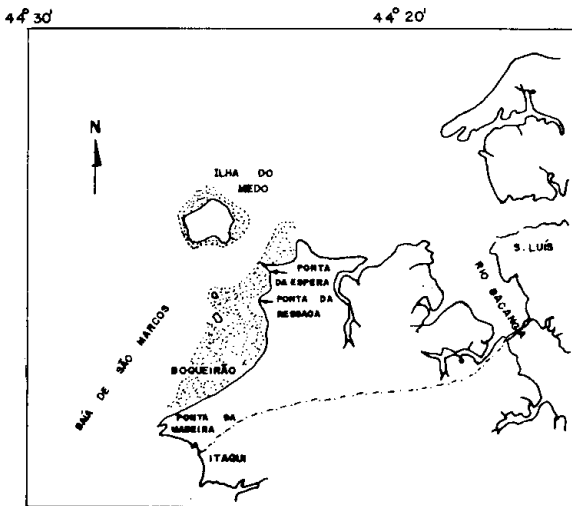 44° 30'
44° 20'
N
ILHA DO
MEDO
S. LUÍS
PONTA
DA ESPERA
PONTA DA
RESSACA
RIO BACANGA
BAÍA DE SÃO MARCOS
BOQUEIRÃO
PONTA DA
MADEIRA
ITAQUI